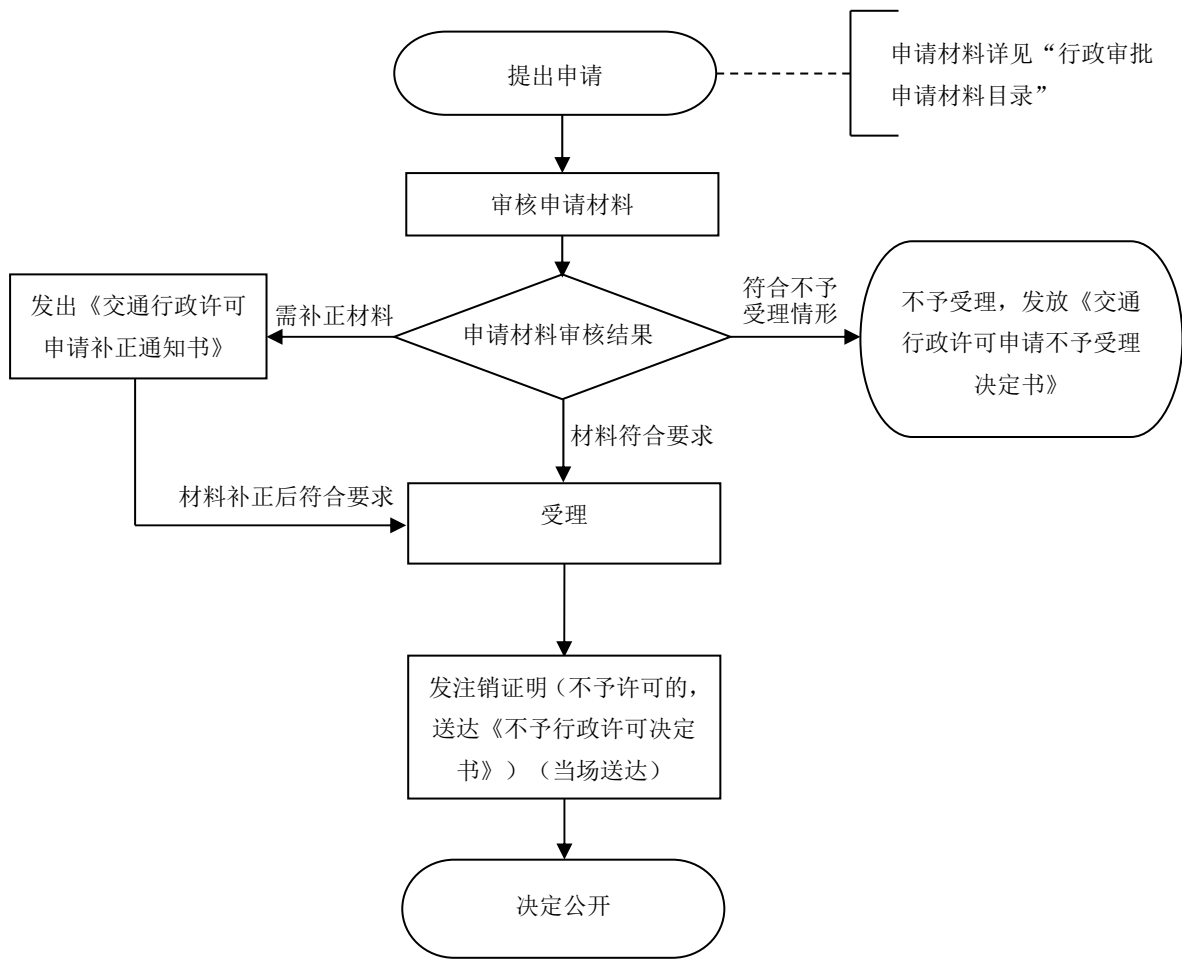 提出申请
申请材料详见“行政审批
申请材料目录”
审核申请材料
发出《交通行政许可
申请补正通知书》
需补正材料
申请材料审核结果
符合不予
受理情形
不予受理，发放《交通
行政许可申请不予受理
决定书》
材料符合要求
材料补正后符合要求
受理
发注销证明（不予许可的，
送达《不予行政许可决定
书》）（当场送达）
决定公开